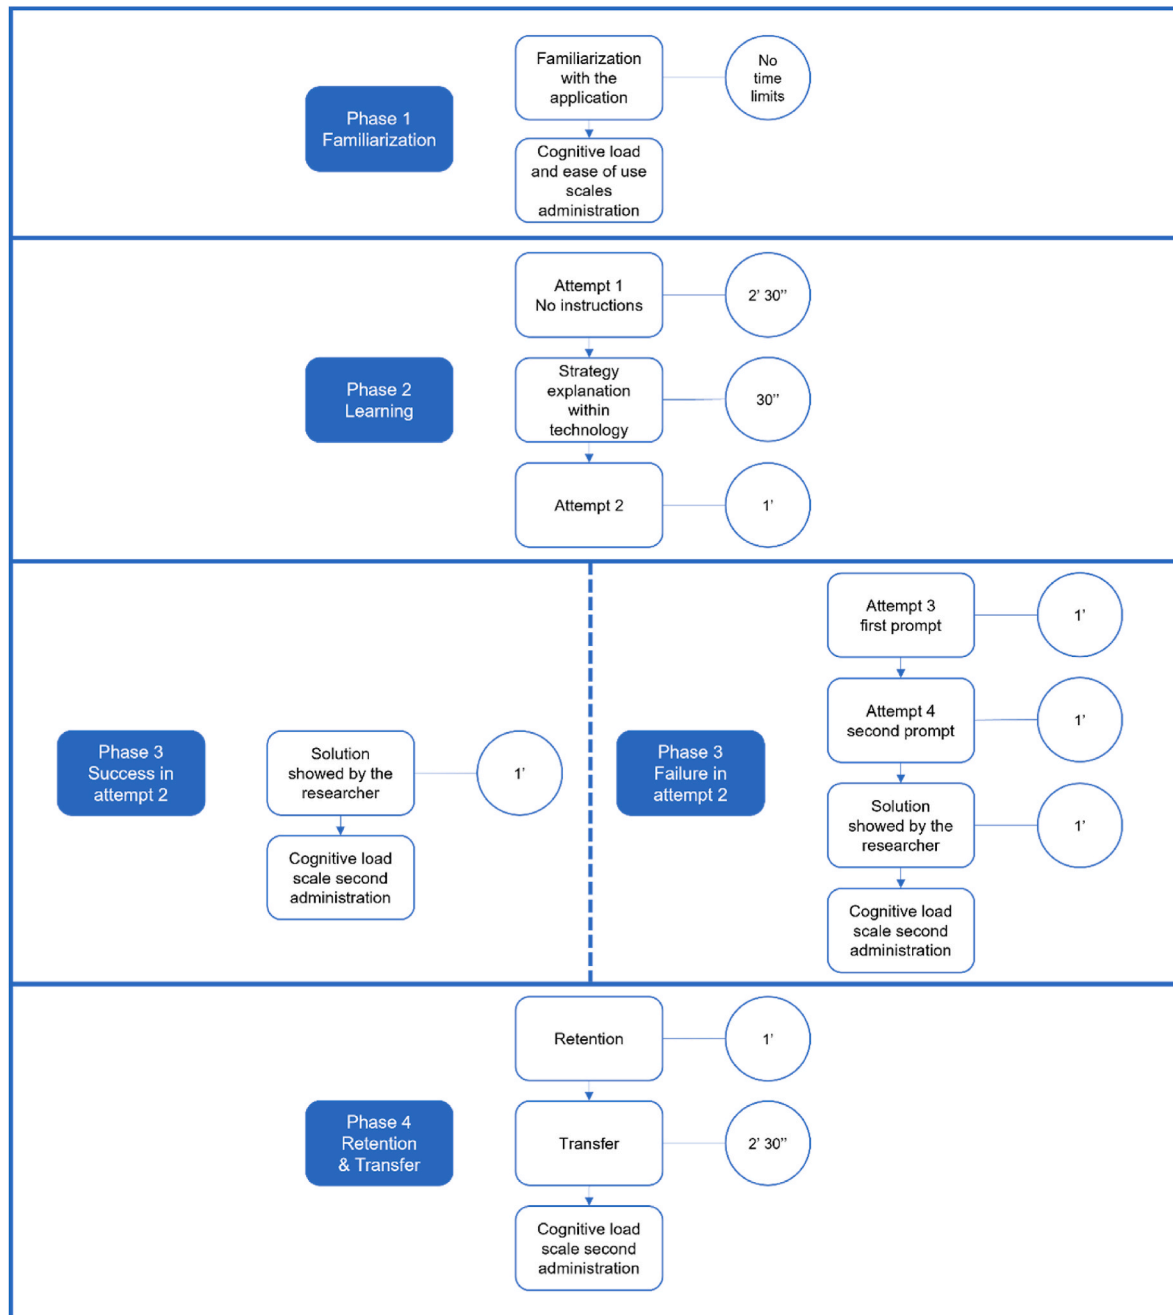 Phase 1
Familiarization
Familiarization
with the
application
No
time
limits
Cognitive load
and ease of use
scales
administration
Phase 2
Learning
Attempt 1
No instructions
2’ 30’’
Strategy
explanation
within
technology
30’’
Attempt 2
1’
Phase 3
Success in
attempt 2
Solution
showed by the
researcher
1’
Cognitive load
scale second
administration
Phase 3
Failure in
attempt 2
Attempt 3
first prompt
1’
Attempt 4
second prompt
1’
Solution
showed by the
researcher
1’
Cognitive load
scale second
administration
Phase 4
Retention
& Transfer
Retention
1’
Transfer
2’ 30’’
Cognitive load
scale second
administration